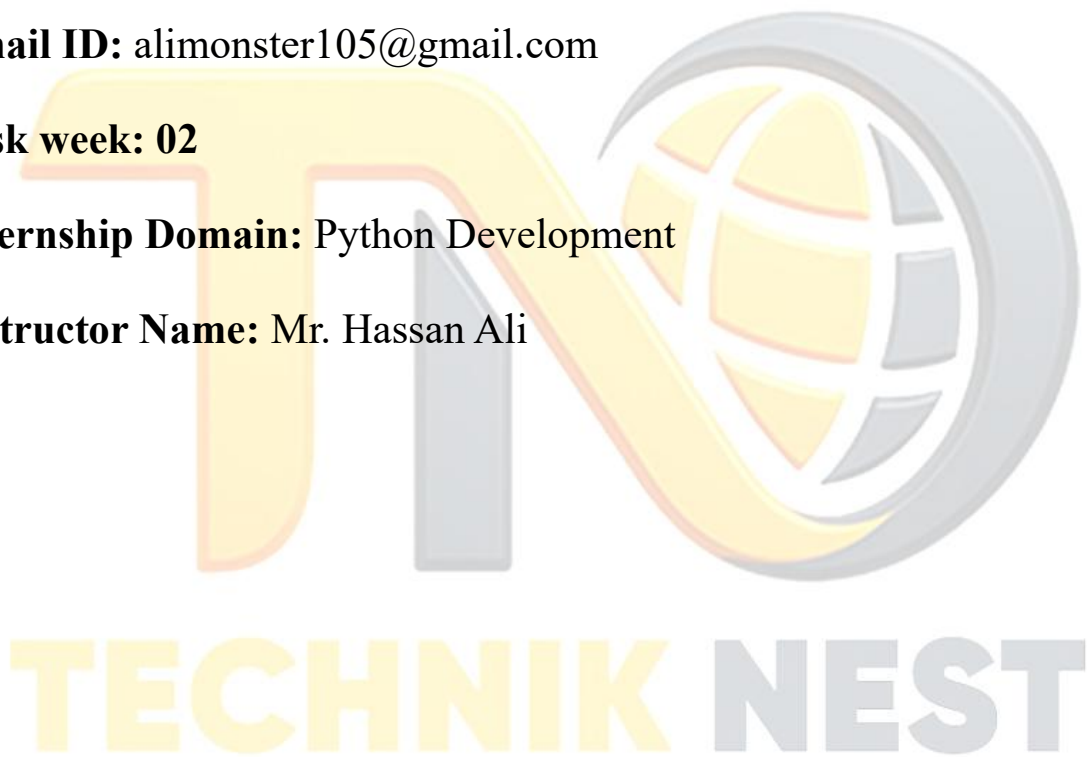 ail ID: alimonster105@gmail.com
sk week: 02
ernship Domain: Python Development
tructor Name: Mr. Hassan Ali
TECHNIK NEST